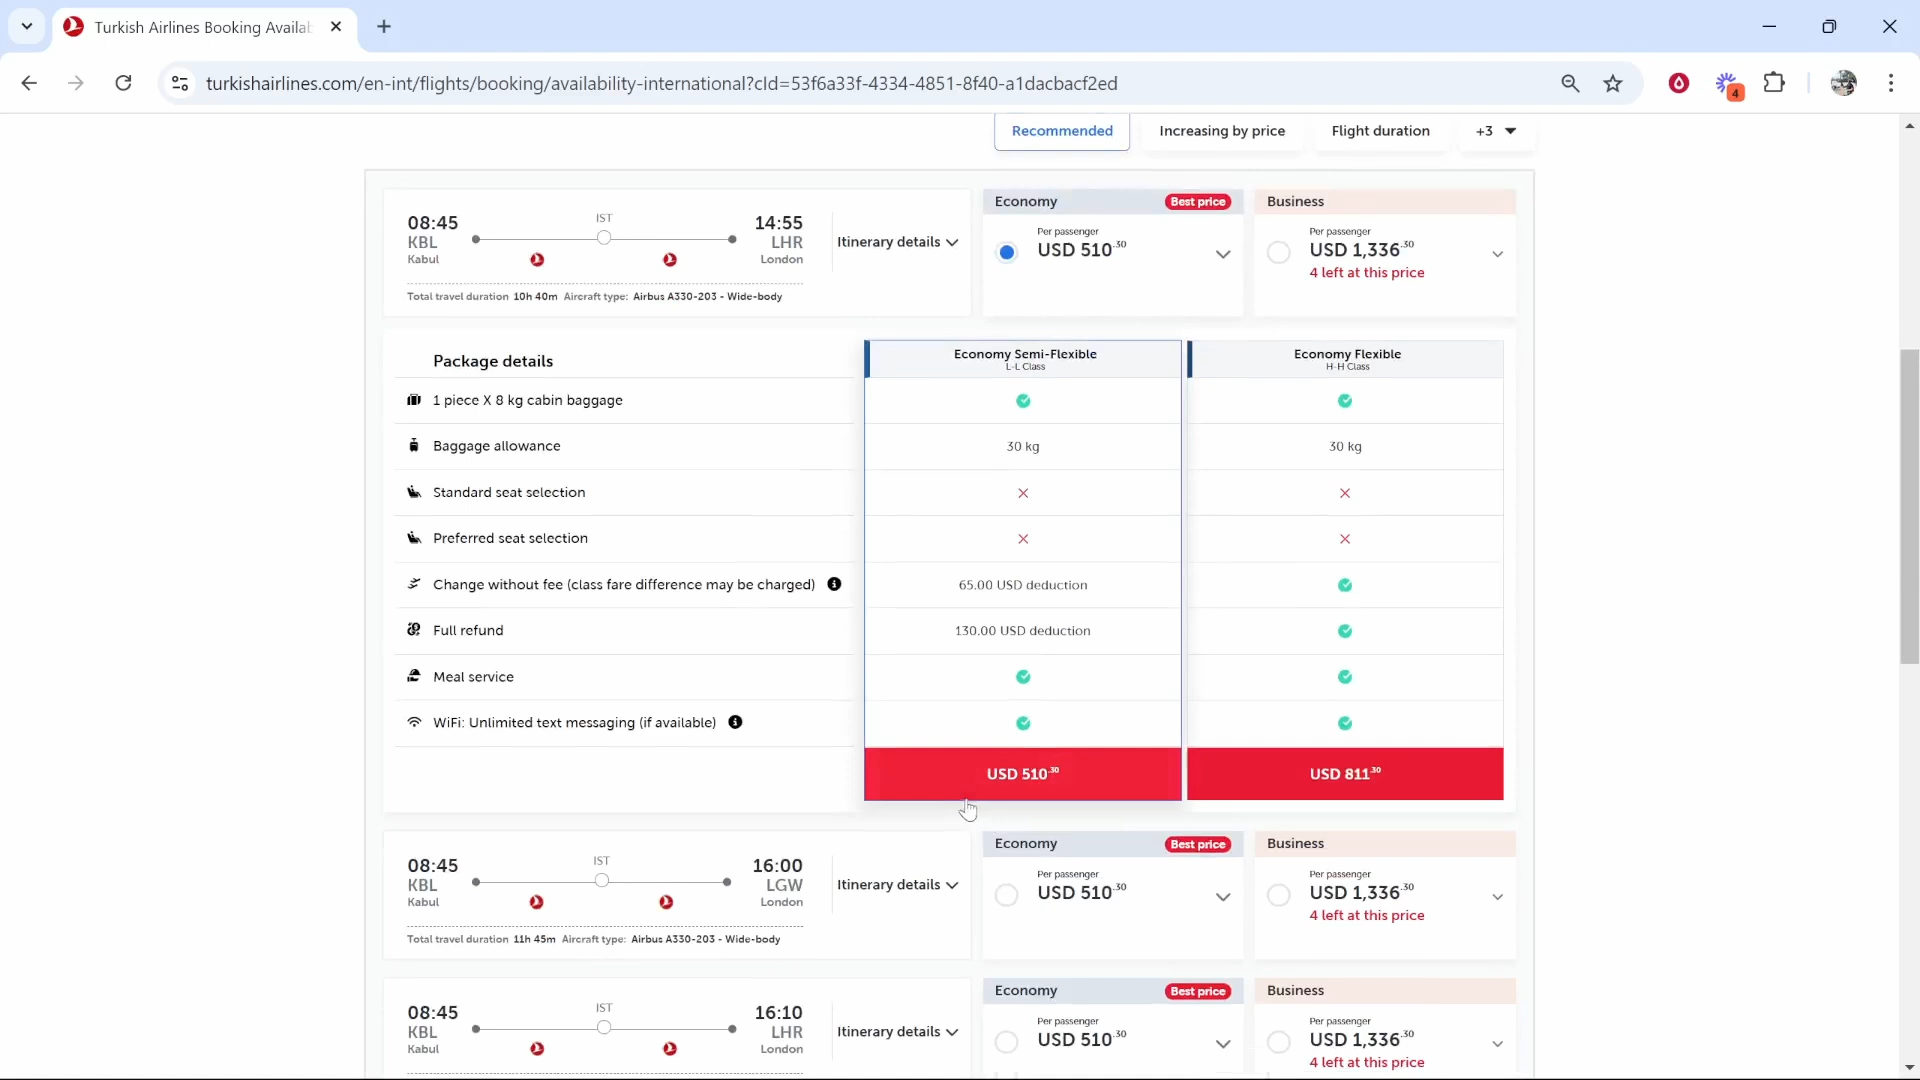 Turkish Airlines Booking Availab
turkishairlines.com/en-int/flights/booking/availability-international?cId=53f6a33f-4334-4851-8f40-a1dacbacf2ed
4
Recommended Increasing by price Flight duration +3
08:45 IST 14:55
KBL LHR
Kabul London
Total travel duration 10h 40m Aircraft type: Airbus A330-203 - Wide-body
Itinerary details
Economy Best price
Per passenger
USD 510.30
Business
Per passenger
USD 1,336.30
4 left at this price
Package details
Economy Semi-Flexible
L-L Class
Economy Flexible
H-H Class
1 piece X 8 kg cabin baggage
Baggage allowance 30 kg 30 kg
Standard seat selection
Preferred seat selection
Change without fee (class fare difference may be charged) 65.00 USD deduction
Full refund 130.00 USD deduction
Meal service
WiFi: Unlimited text messaging (if available)
USD 510.30 USD 811.30
08:45 IST 16:00
KBL LGW
Kabul London
Total travel duration 11h 45m Aircraft type: Airbus A330-203 - Wide-body
Itinerary details
Economy Best price
Per passenger
USD 510.30
Business
Per passenger
USD 1,336.30
4 left at this price
08:45 IST 16:10
KBL LHR
Kabul London
Itinerary details
Economy Best price
Per passenger
USD 510.30
Business
Per passenger
USD 1,336.30
4 left at this price